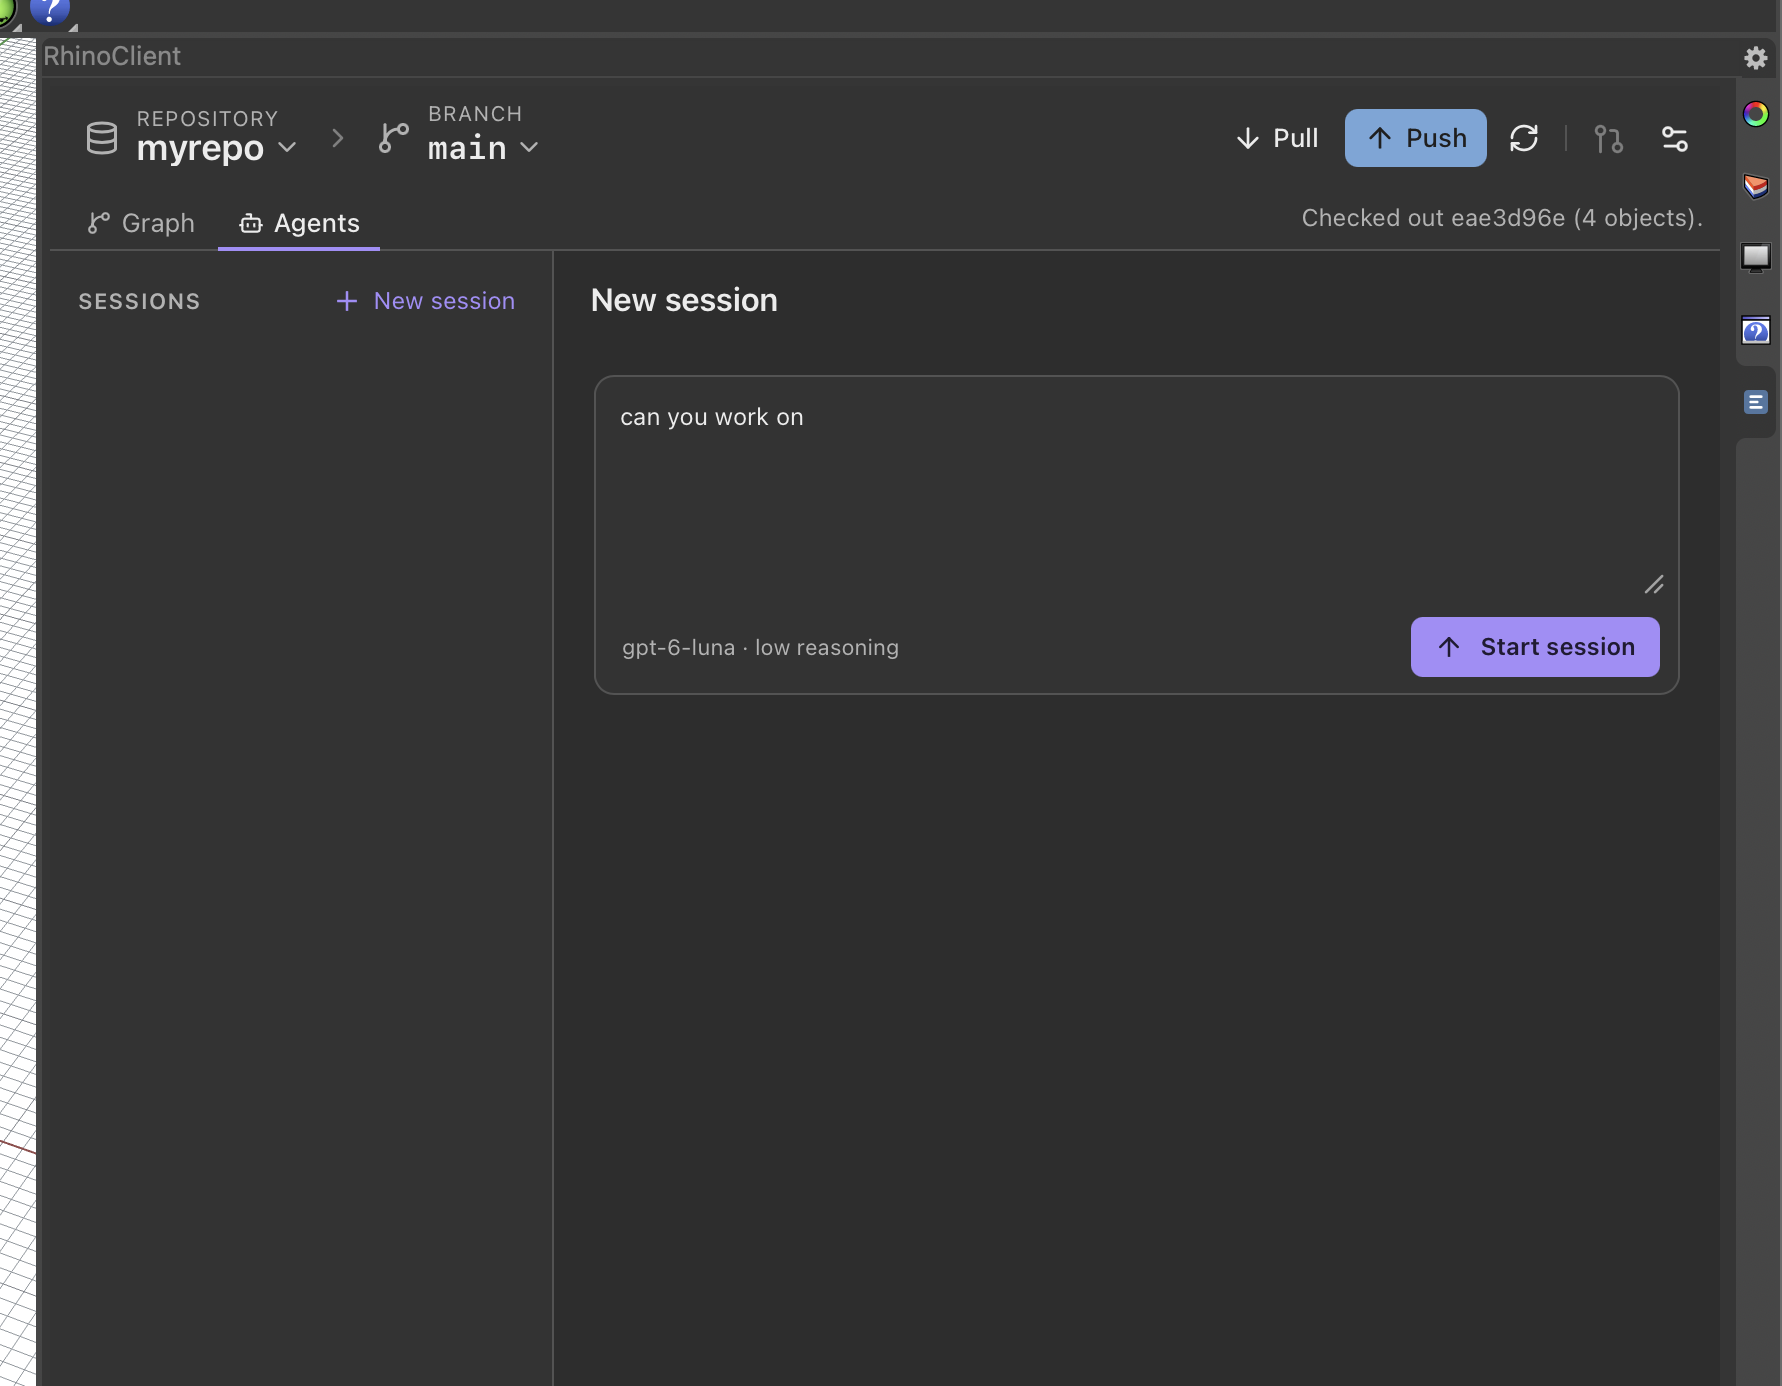 RhinoClient
REPOSITORY
myrepo
BRANCH
main
Pull
Push
Graph
Agents
Checked out eae3d96e (4 objects).
SESSIONS
New session
New session
can you work on
gpt-6-luna · low reasoning
Start session